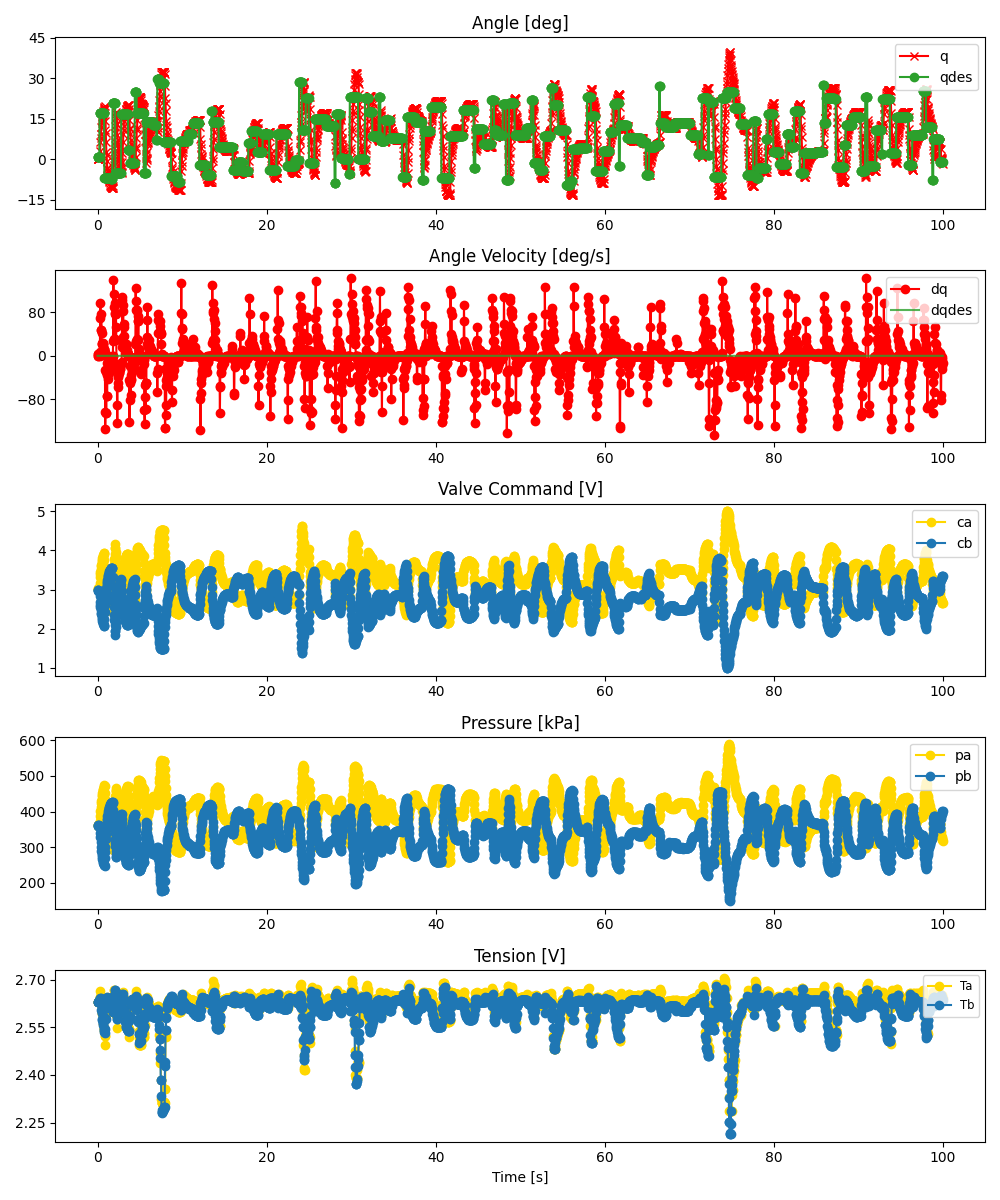 Angle [deg]
45
30
15
0
−15
q
qdes
0 20 40 60 80 100
Angle Velocity [deg/s]
80
0
−80
dq
dqdes
0 20 40 60 80 100
Valve Command [V]
5
4
3
2
1
ca
cb
0 20 40 60 80 100
Pressure [kPa]
600
500
400
300
200
pa
pb
0 20 40 60 80 100
Tension [V]
2.70
2.55
2.40
2.25
Ta
Tb
0 20 40 60 80 100
Time [s]